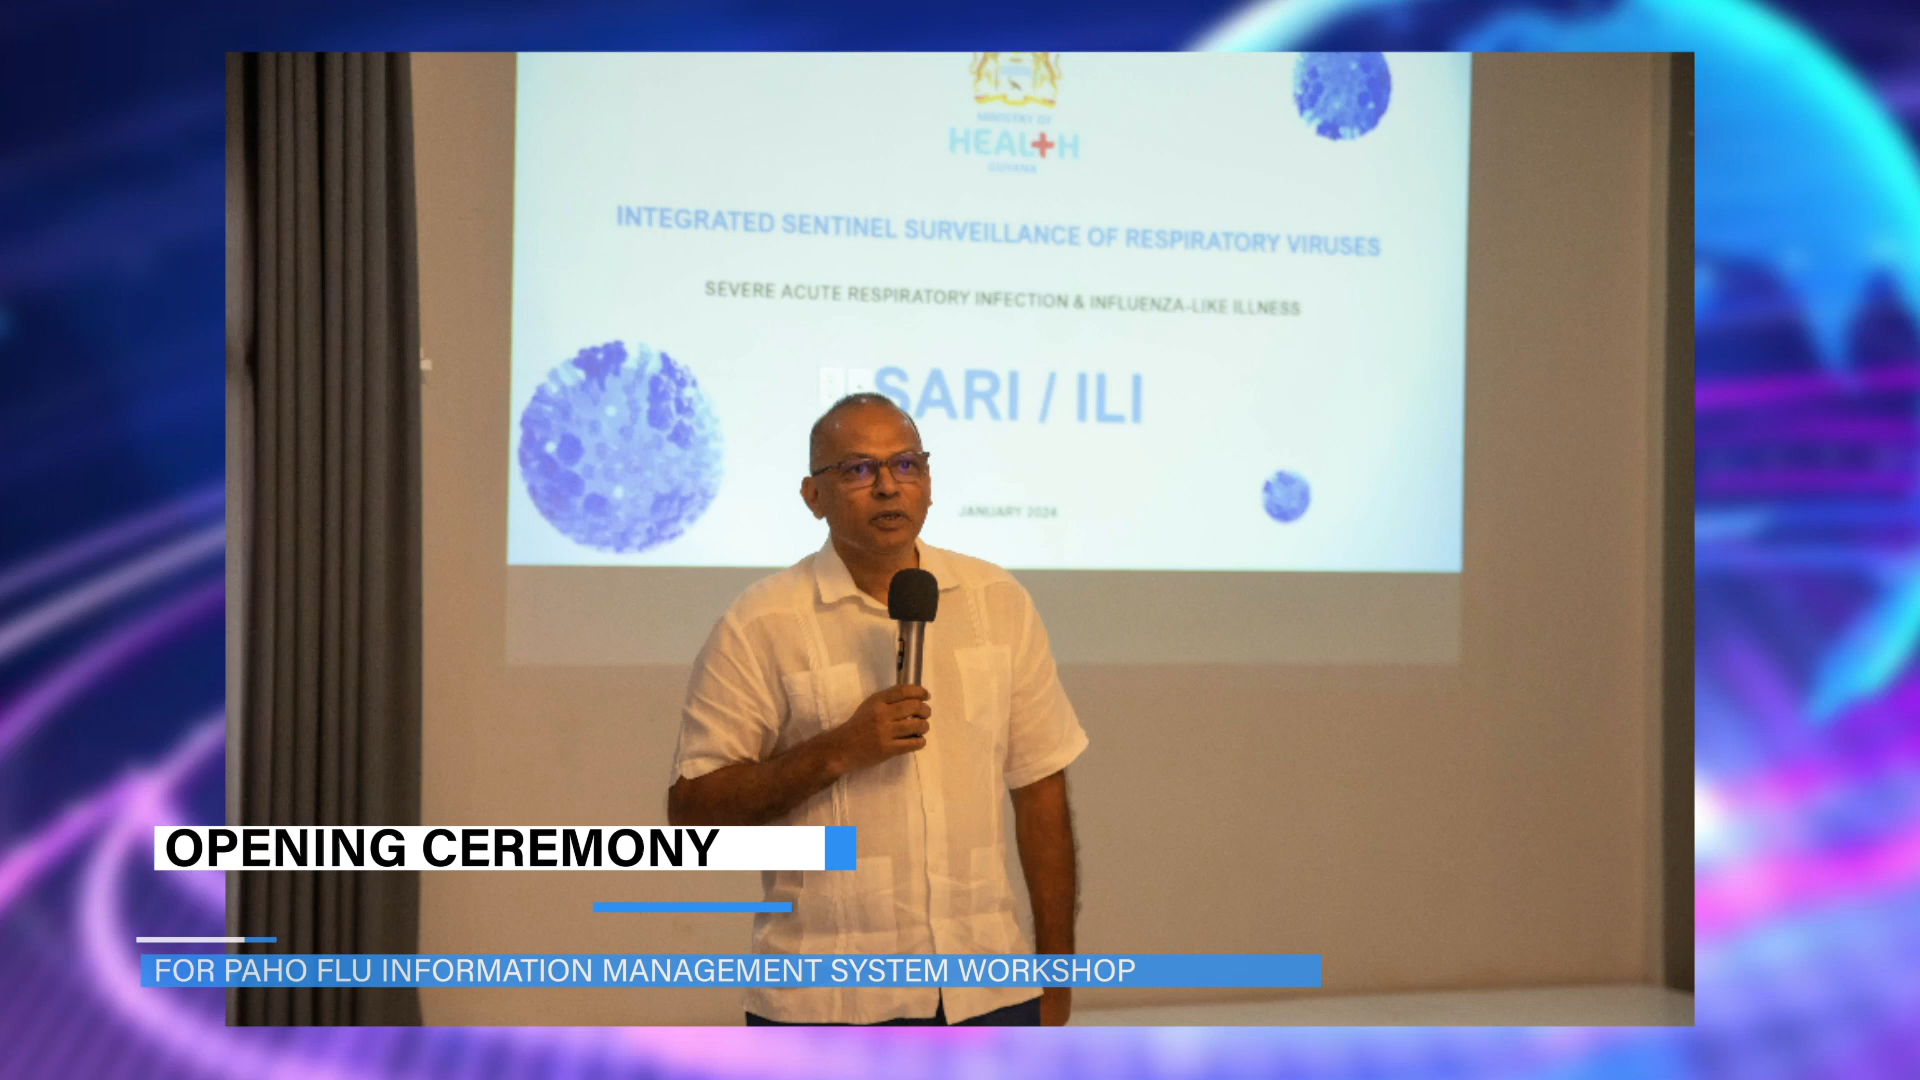 MINISTRY OF
HEALTH
GUYANA
INTEGRATED SENTINEL SURVEILLANCE OF RESPIRATORY VIRUSES
SEVERE ACUTE RESPIRATORY INFECTION & INFLUENZA-LIKE ILLNESS
SARI / ILI
JANUARY 2024
OPENING CEREMONY
FOR PAHO FLU INFORMATION MANAGEMENT SYSTEM WORKSHOP